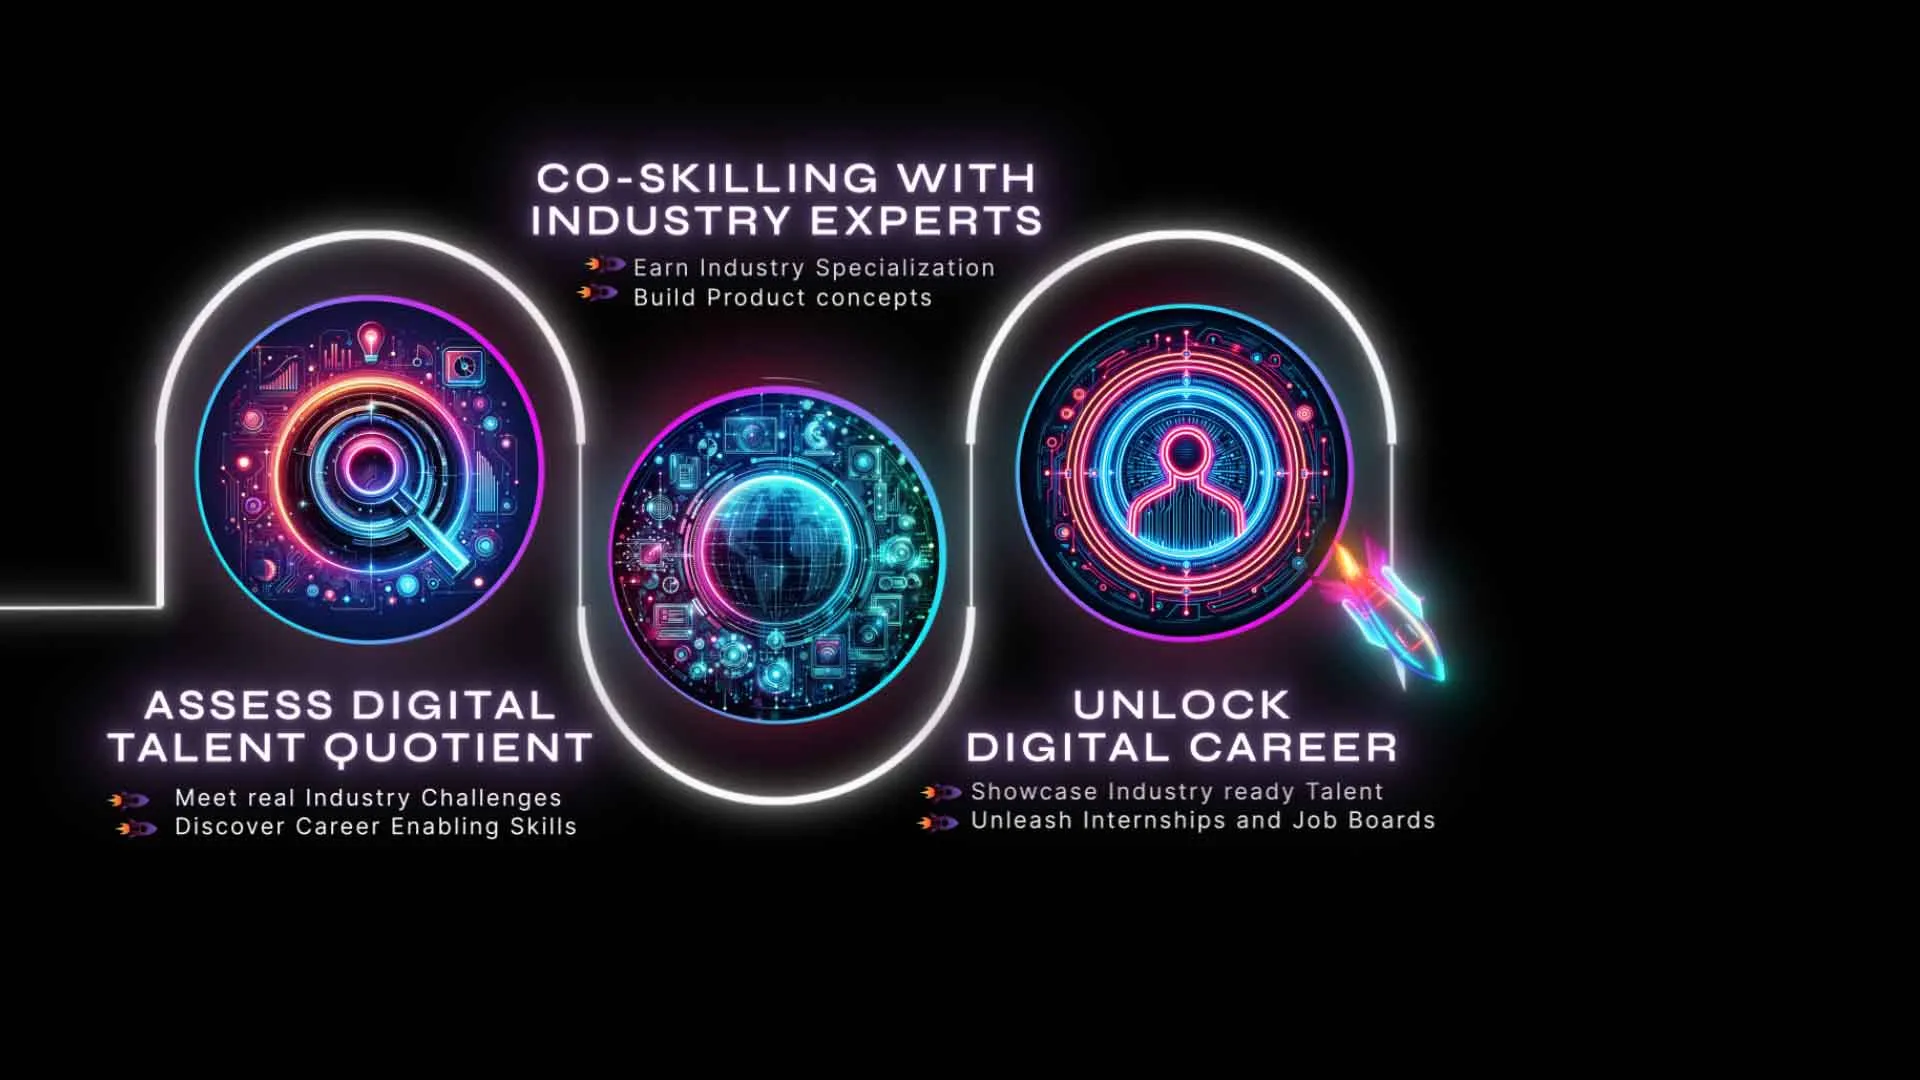 CO-SKILLING WITH
INDUSTRY EXPERTS
Earn Industry Specialization
Build Product concepts
ASSESS DIGITAL
TALENT QUOTIENT
Meet real Industry Challenges
Discover Career Enabling Skills
UNLOCK
DIGITAL CAREER
Showcase Industry ready Talent
Unleash Internships and Job Boards